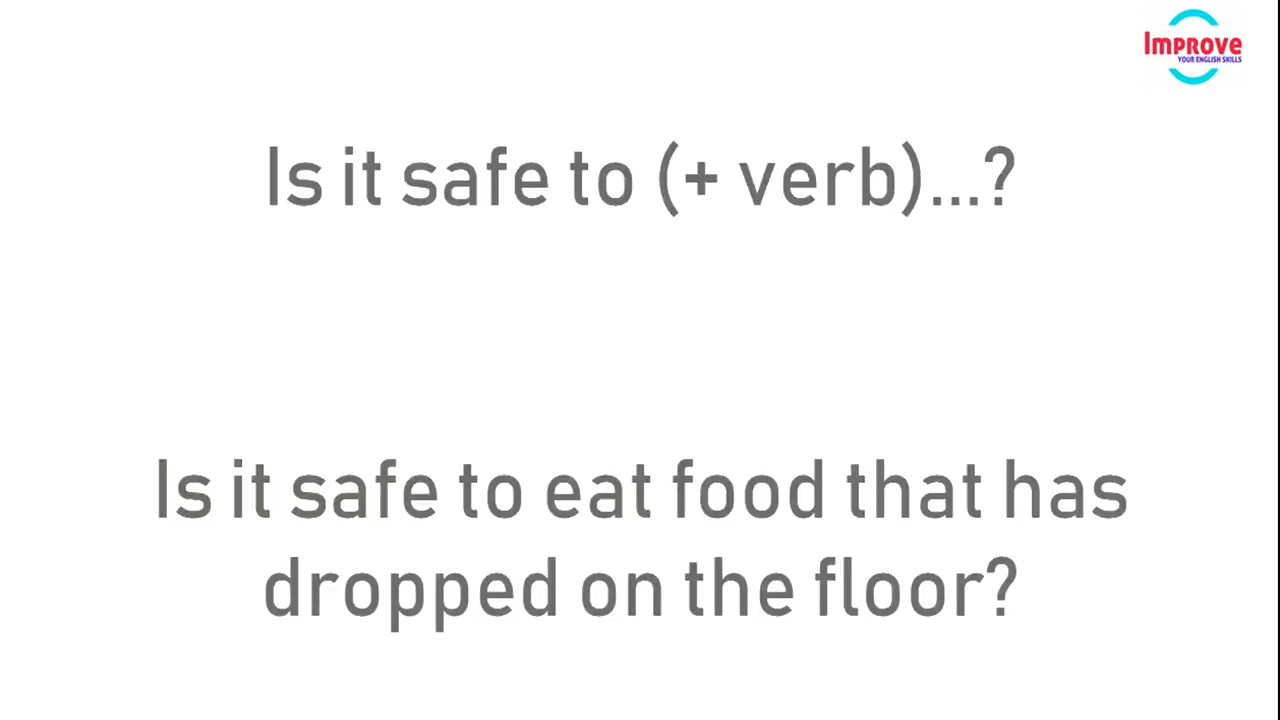 Improve
YOUR ENGLISH SKILLS
Is it safe to (+ verb)...?
Is it safe to eat food that has
dropped on the floor?